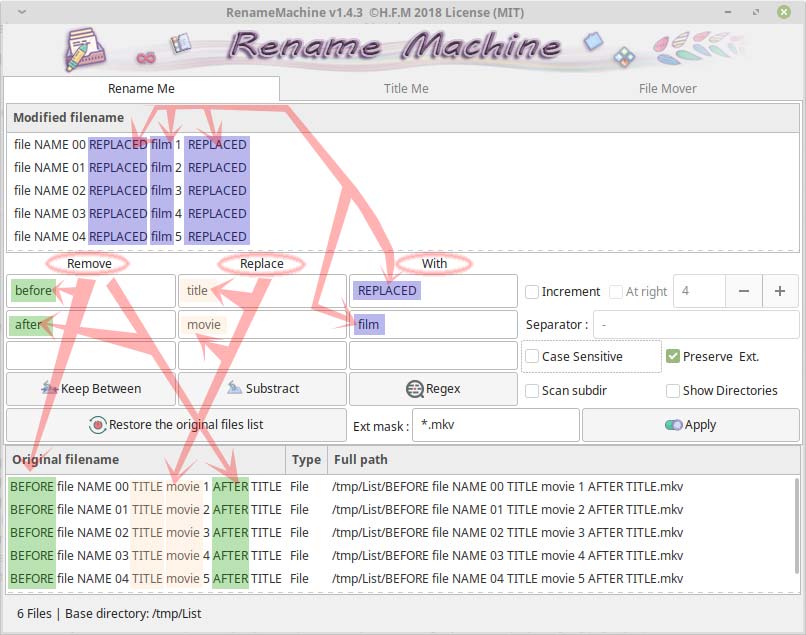 RenameMachine v1.4.3 ©H.F.M 2018 License (MIT)
Rename Machine
Rename Me Title Me File Mover
Modified filename
file NAME 00 REPLACED film 1 REPLACED
file NAME 01 REPLACED film 2 REPLACED
file NAME 02 REPLACED film 3 REPLACED
file NAME 03 REPLACED film 4 REPLACED
file NAME 04 REPLACED film 5 REPLACED
Remove Replace With
before title REPLACED Increment At right 4 − +
after movie film Separator : -
Case Sensitive Preserve Ext.
Keep Between Substract Regex Scan subdir Show Directories
Restore the original files list Ext mask : *.mkv Apply
Original filename Type Full path
BEFORE file NAME 00 TITLE movie 1 AFTER TITLE File /tmp/List/BEFORE file NAME 00 TITLE movie 1 AFTER TITLE.mkv
BEFORE file NAME 01 TITLE movie 2 AFTER TITLE File /tmp/List/BEFORE file NAME 01 TITLE movie 2 AFTER TITLE.mkv
BEFORE file NAME 02 TITLE movie 3 AFTER TITLE File /tmp/List/BEFORE file NAME 02 TITLE movie 3 AFTER TITLE.mkv
BEFORE file NAME 03 TITLE movie 4 AFTER TITLE File /tmp/List/BEFORE file NAME 03 TITLE movie 4 AFTER TITLE.mkv
BEFORE file NAME 04 TITLE movie 5 AFTER TITLE File /tmp/List/BEFORE file NAME 04 TITLE movie 5 AFTER TITLE.mkv
6 Files | Base directory: /tmp/List